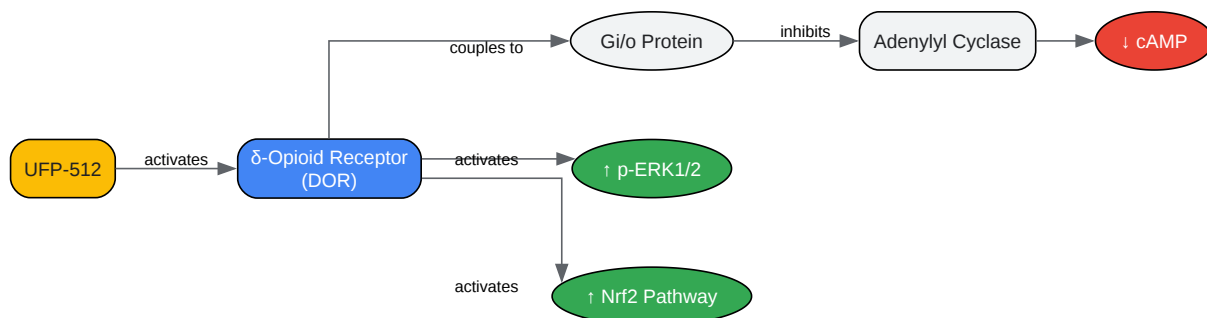 couples to
Gi/o Protein
inhibits
Adenylyl Cyclase
↓ cAMP
UFP-512
activates
δ-Opioid Receptor
(DOR)
activates
↑ p-ERK1/2
activates
↑ Nrf2 Pathway